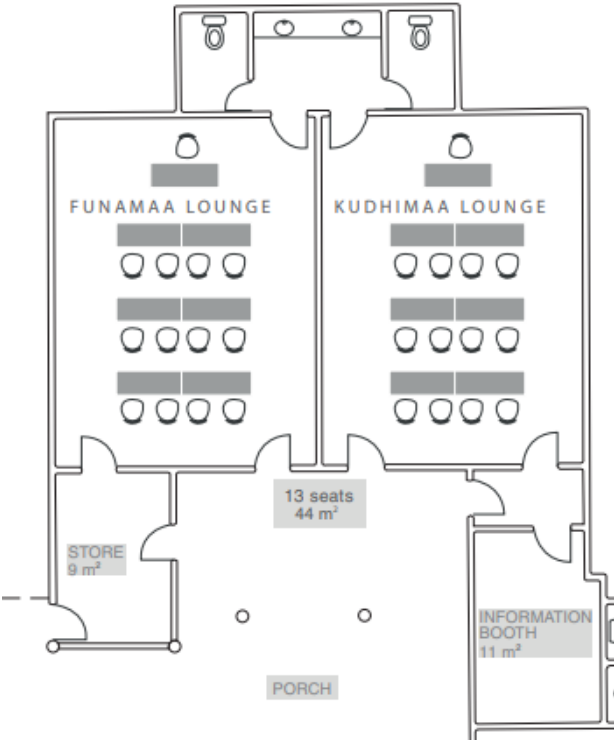 FUNAMAA LOUNGE
KUDHIMAA LOUNGE
13 seats
44 m²
STORE
9 m²
INFORMATION
BOOTH
11 m²
PORCH